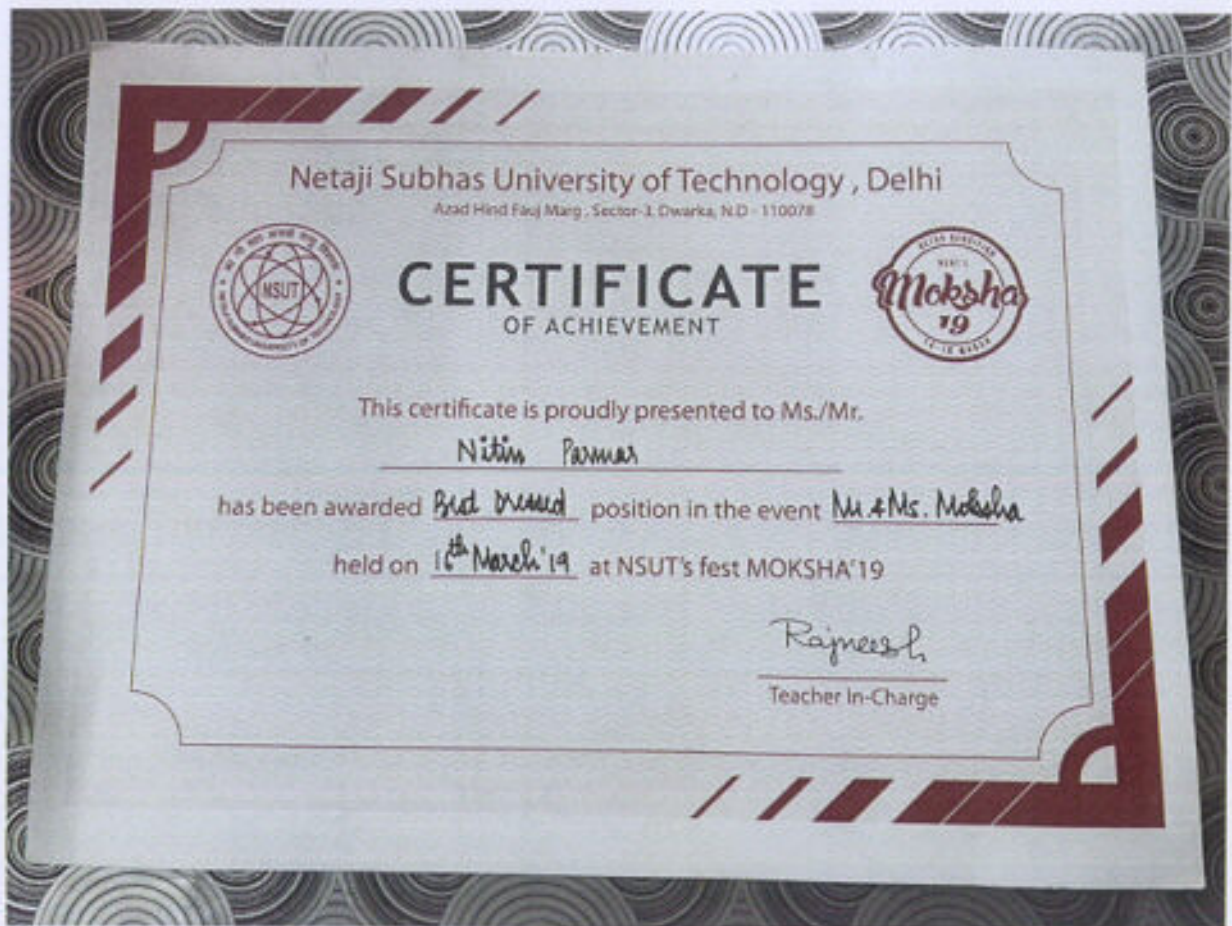 Netaji Subhas University of Technology , Delhi
Azad Hind Fauj Marg , Sector-3, Dwarka, N.D - 110078
NSUT
NSUT'S
Moksha
19
CERTIFICATE
OF ACHIEVEMENT
This certificate is proudly presented to Ms./Mr.
Nitin Parmar
has been awarded Best Dressed position in the event Mr. & Ms. Moksha
held on 16th March'19 at NSUT's fest MOKSHA'19
Rajneesh
Teacher In-Charge